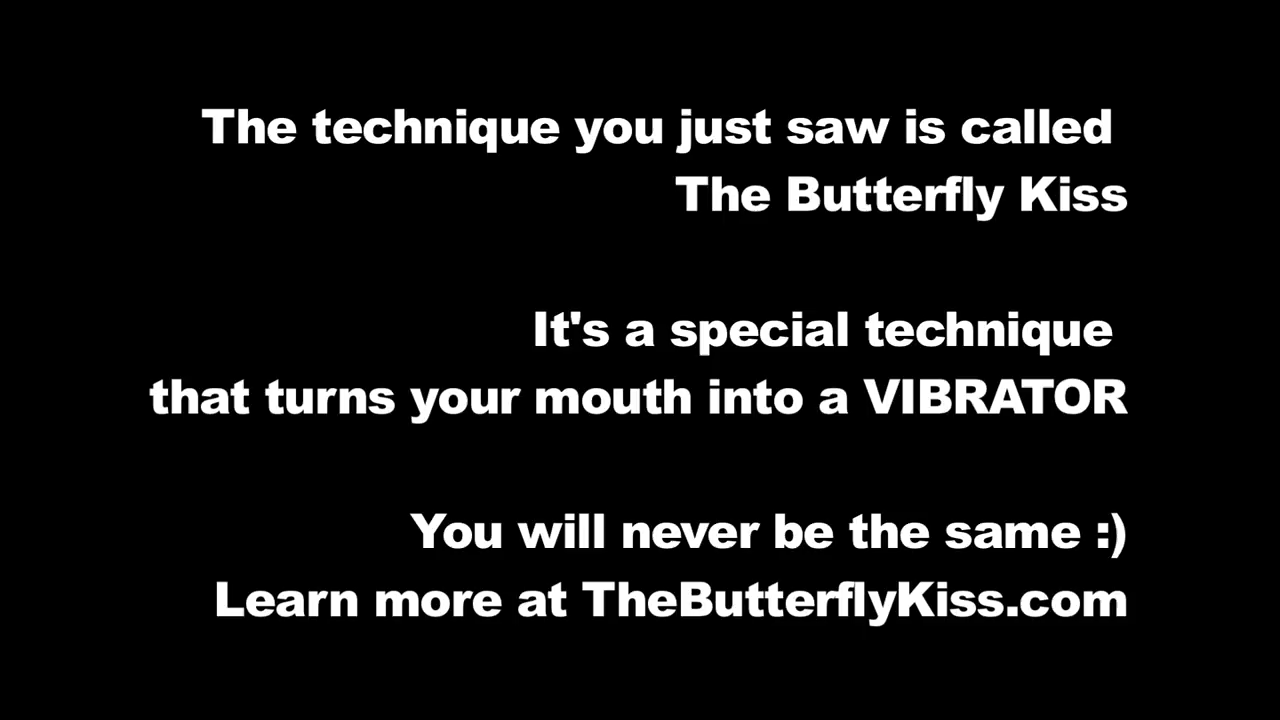 The technique you just saw is called
The Butterfly Kiss
It's a special technique
that turns your mouth into a VIBRATOR
You will never be the same :)
Learn more at TheButterflyKiss.com